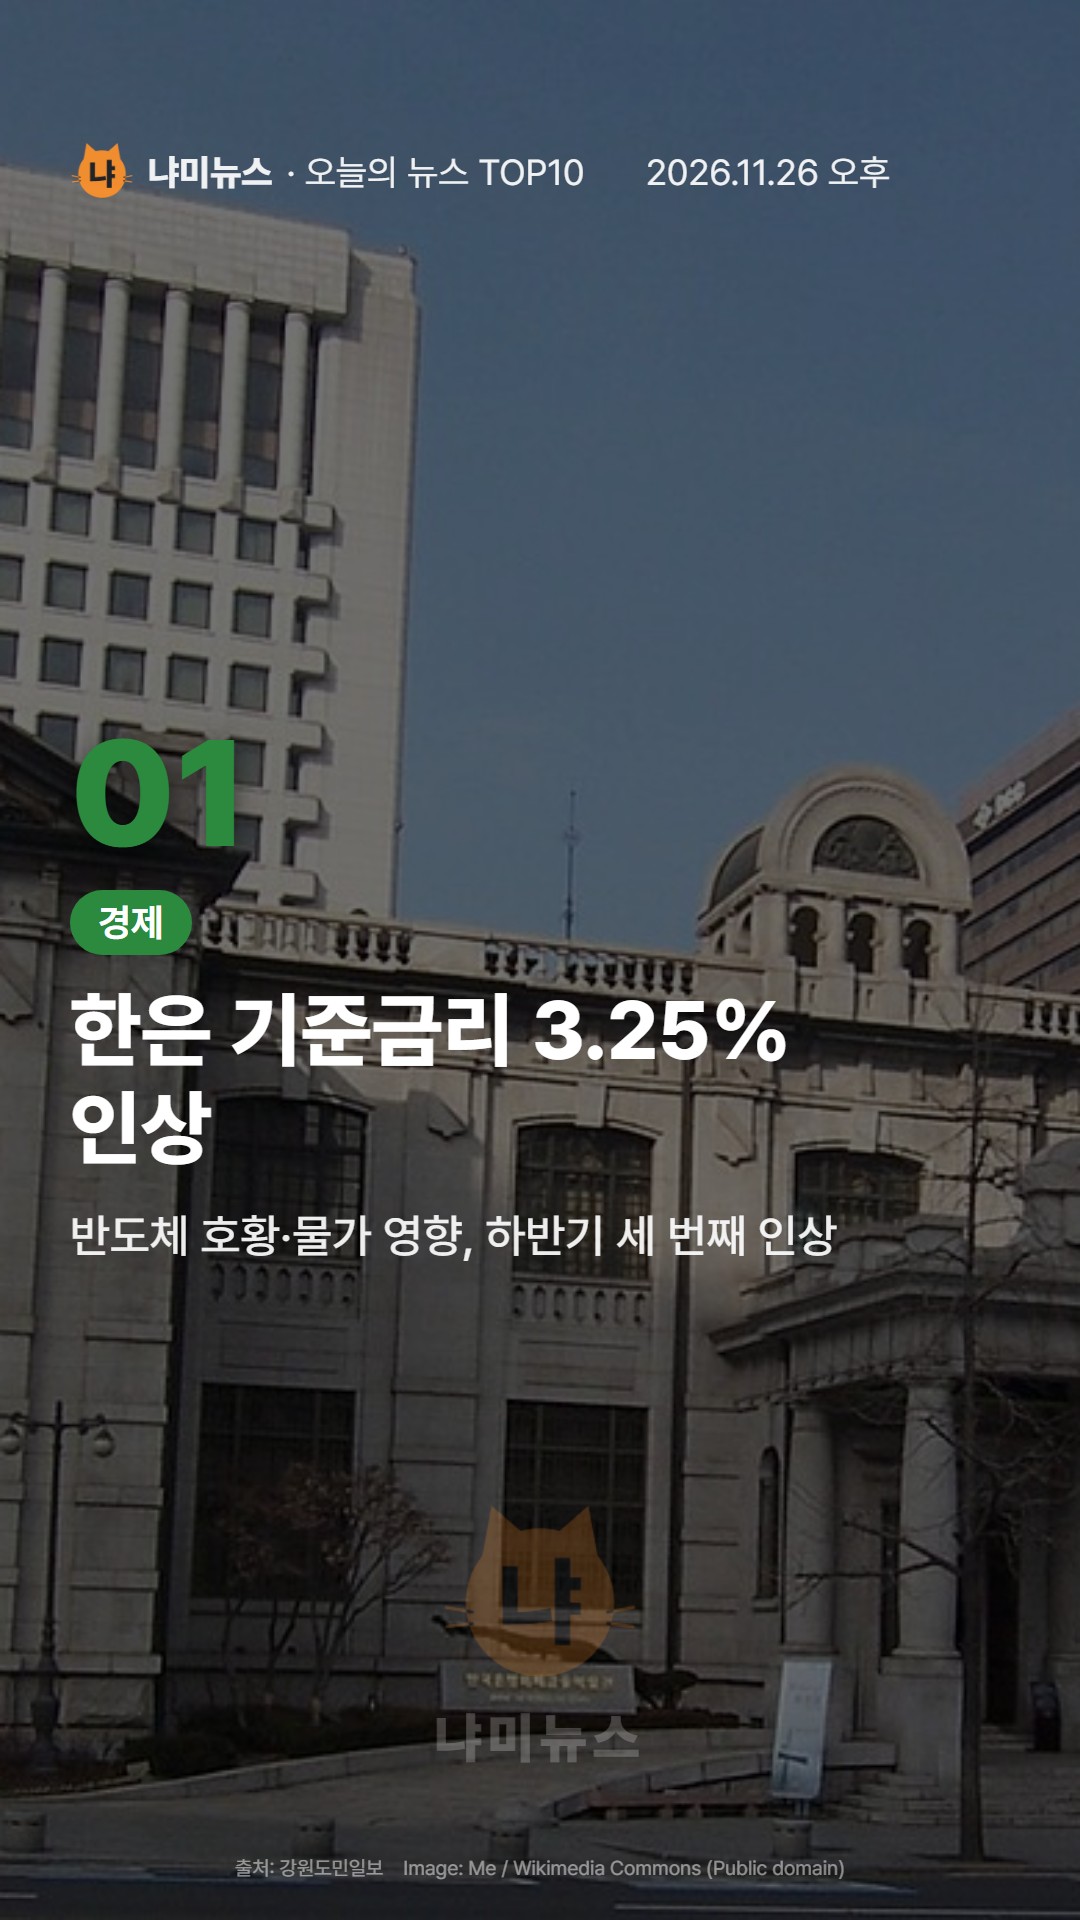 냐 냐미뉴스 · 오늘의 뉴스 TOP10 2026.11.26 오후
01
경제
한은 기준금리 3.25%
인상
반도체 호황·물가 영향, 하반기 세 번째 인상
냐
냐미뉴스
출처: 강원도민일보 Image: Me / Wikimedia Commons (Public domain)